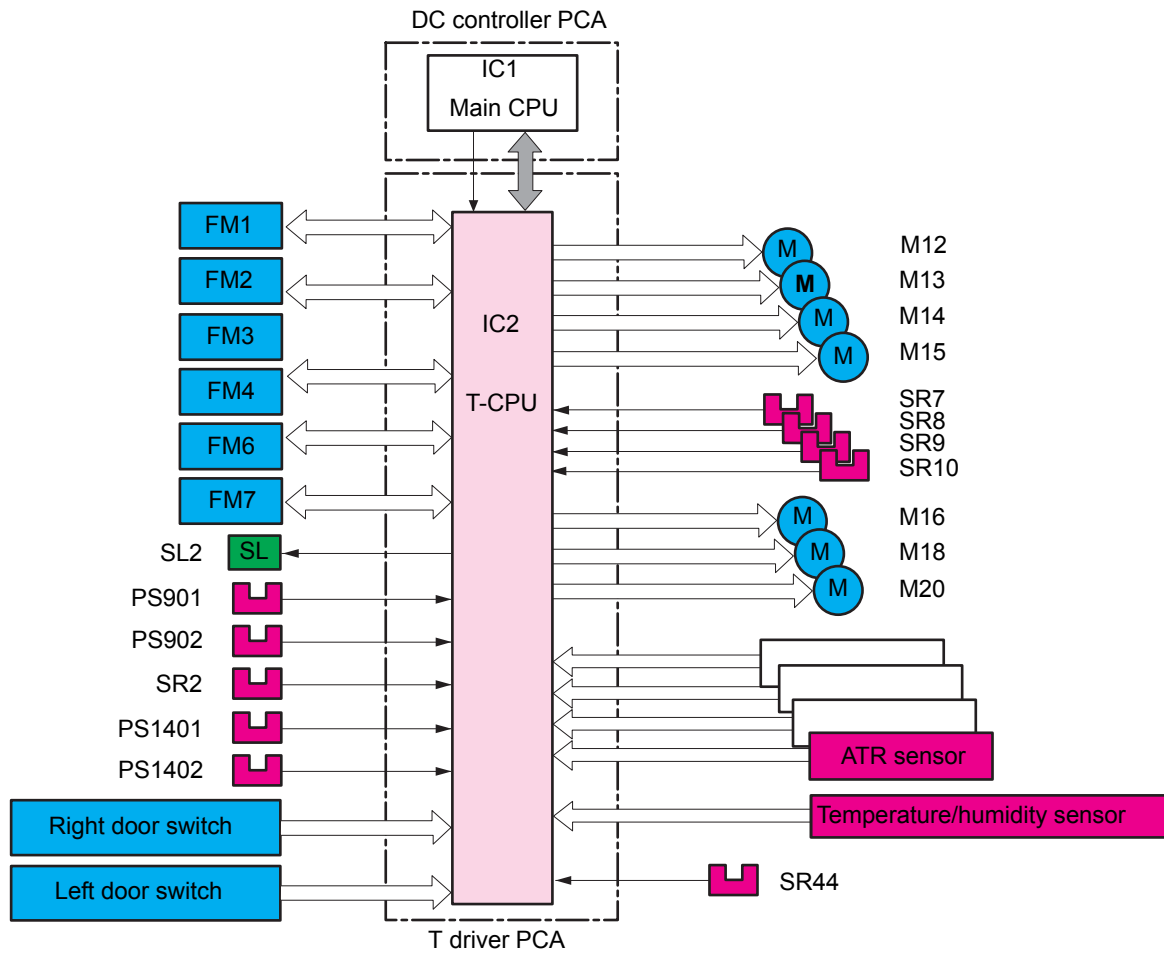 DC controller PCA
IC1
Main CPU
FM1
FM2
FM3
FM4
FM6
FM7
SL2
SL
PS901
PS902
SR2
PS1401
PS1402
Right door switch
Left door switch
IC2
T-CPU
M
M12
M
M13
M
M14
M
M15
SR7
SR8
SR9
SR10
M
M16
M
M18
M
M20
ATR sensor
Temperature/humidity sensor
SR44
T driver PCA